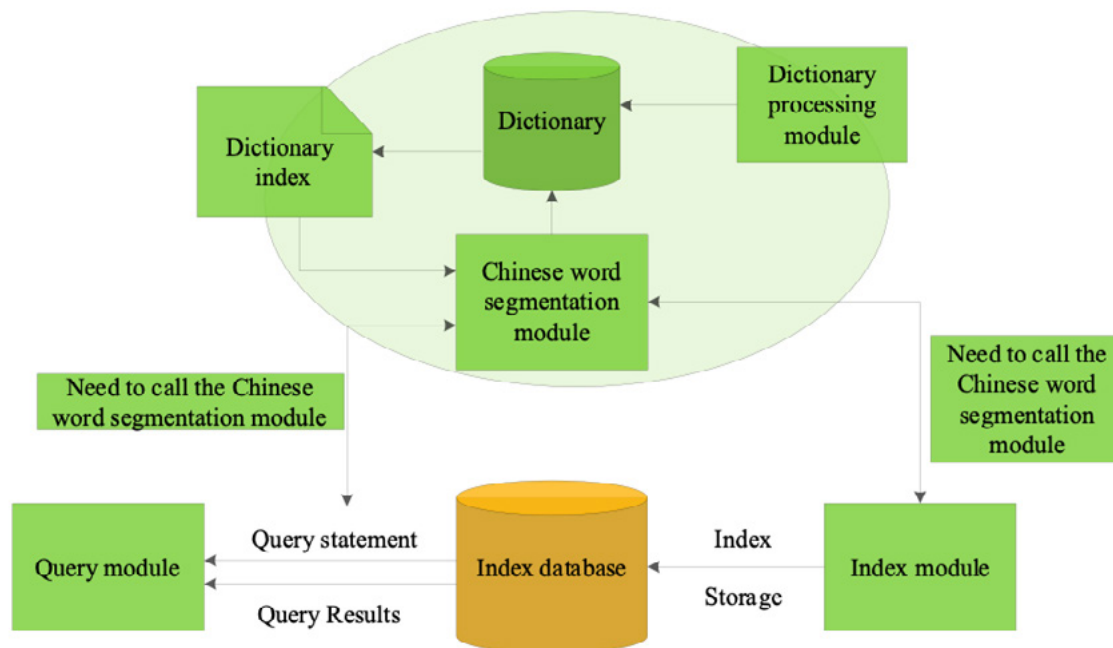 Dictionary
processing
module
Dictionary
Dictionary
index
Chinese word
segmentation
module
Need to call the Chinese
word segmentation module
Need to call the
Chinese word
segmentation
module
Query module
Query statement
Query Results
Index database
Index
Storage
Index module